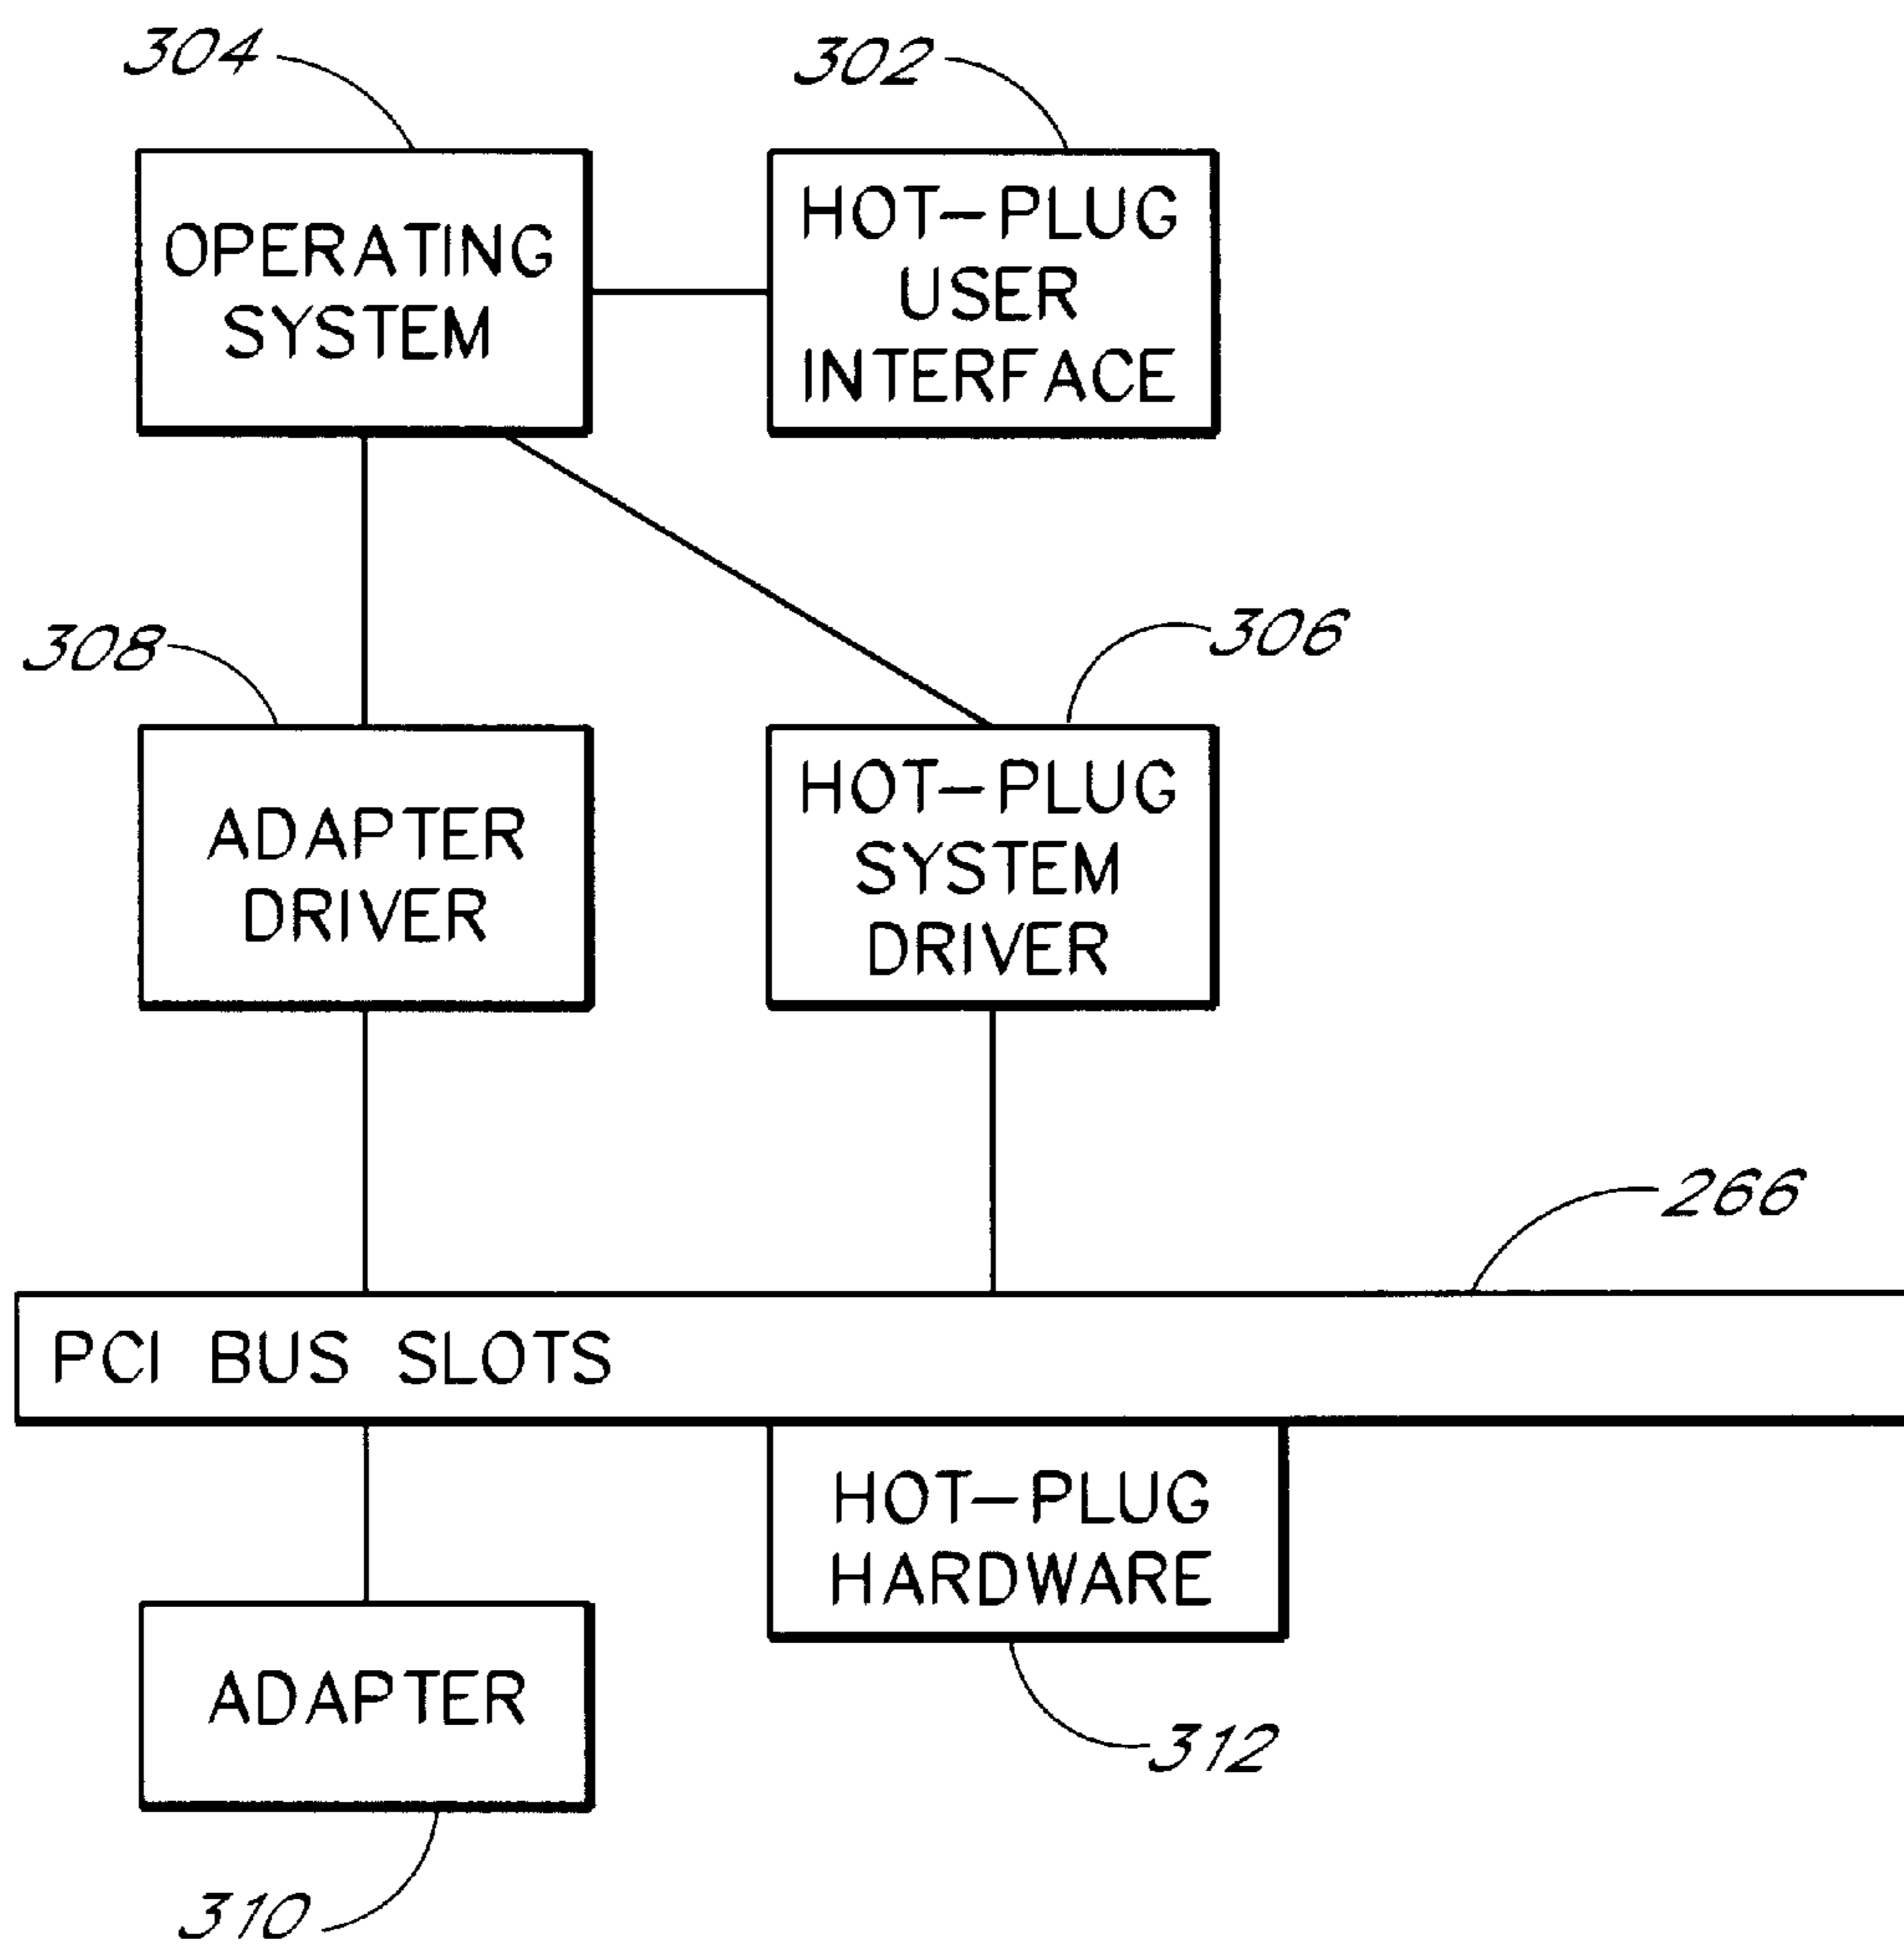 304
302
OPERATING
SYSTEM
HOT-PLUG
USER
INTERFACE
308
306
ADAPTER
DRIVER
HOT-PLUG
SYSTEM
DRIVER
266
PCI BUS SLOTS
HOT-PLUG
HARDWARE
ADAPTER
312
310